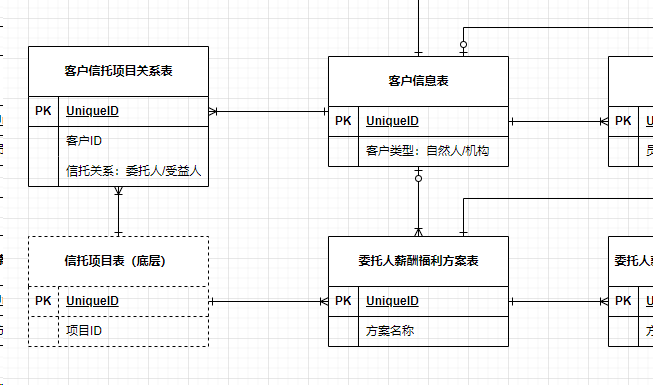 客户信托项目关系表
PK UniqueID
客户ID
信托关系：委托人/受益人
客户信息表
PK UniqueID
客户类型：自然人/机构
PK
信托项目表（底层）
PK UniqueID
项目ID
委托人薪酬福利方案表
PK UniqueID
方案名称
委托人
PK